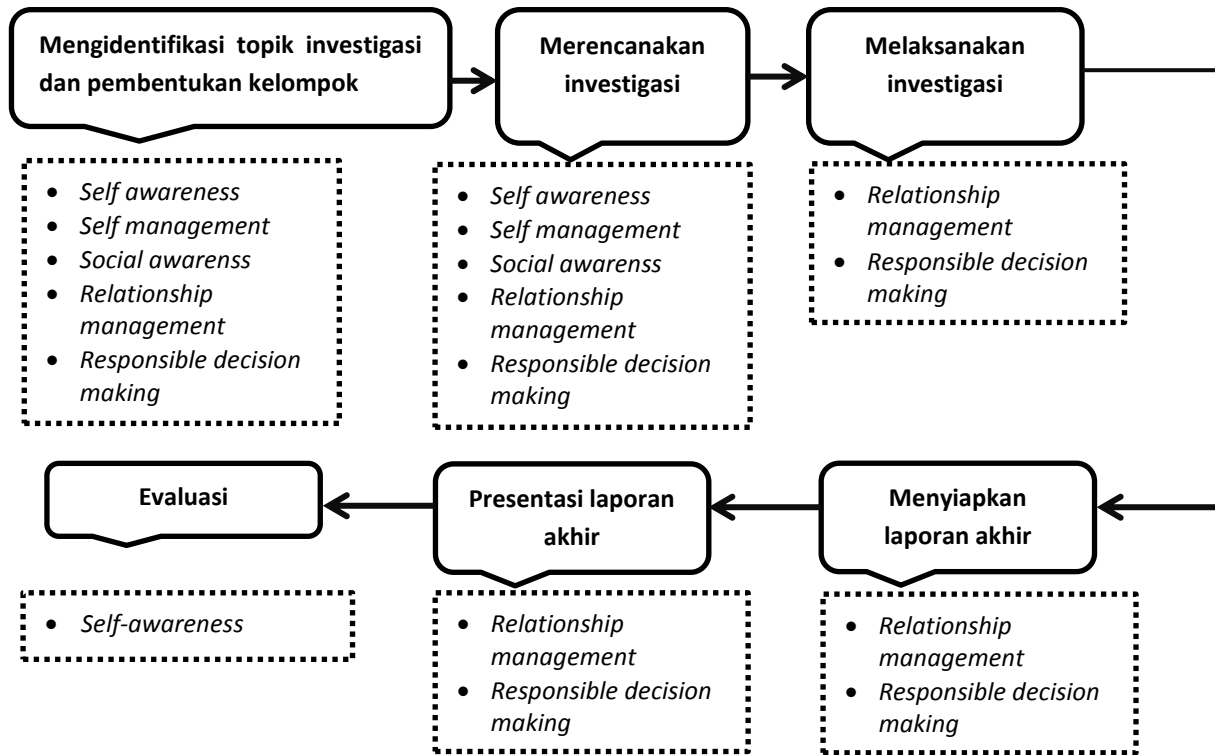 Mengidentifikasi topik investigasi
dan pembentukan kelompok
Merencanakan
investigasi
Melaksanakan
investigasi
• Self awareness
• Self management
• Social awarenss
• Relationship
management
• Responsible decision
making
• Self awareness
• Self management
• Social awarenss
• Relationship
management
• Responsible decision
making
• Relationship
management
• Responsible decision
making
Evaluasi
Presentasi laporan
akhir
Menyiapkan
laporan akhir
• Self-awareness
• Relationship
management
• Responsible decision
making
• Relationship
management
• Responsible decision
making